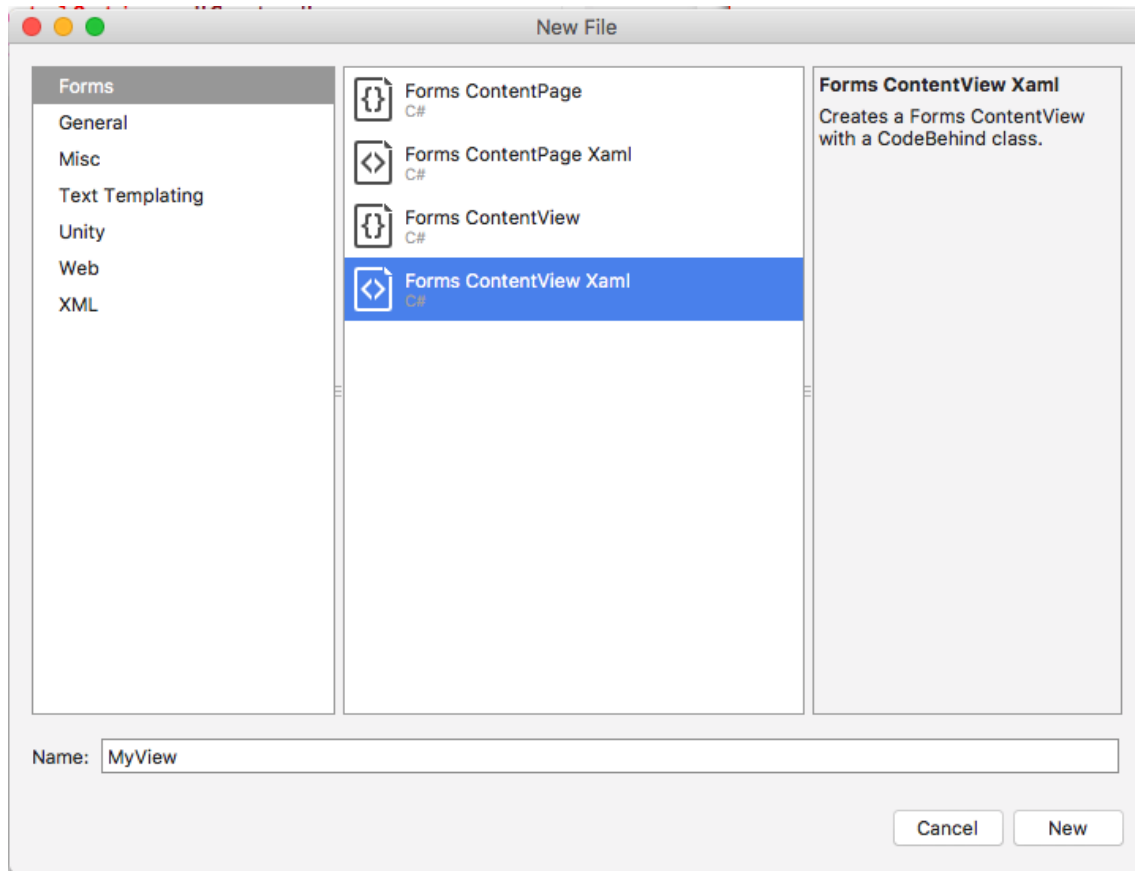 New File
Forms
General
Misc
Text Templating
Unity
Web
XML
Forms ContentPage
C#
Forms ContentPage Xaml
C#
Forms ContentView
C#
Forms ContentView Xaml
C#
Forms ContentView Xaml
Creates a Forms ContentView
with a CodeBehind class.
Name: MyView
Cancel New